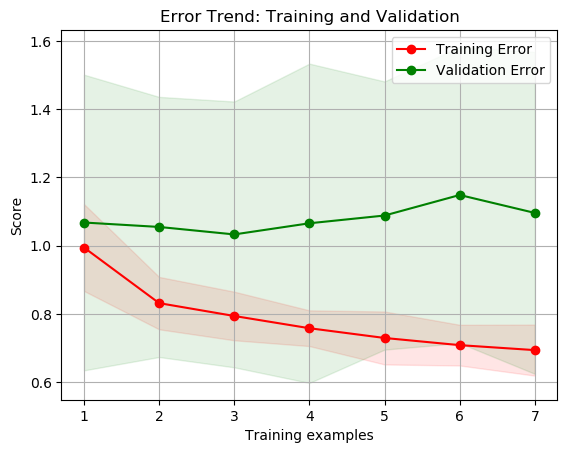 Error Trend: Training and Validation
Training Error
Validation Error
1.6
1.4
1.2
1.0
0.8
0.6
Score
1 2 3 4 5 6 7
Training examples